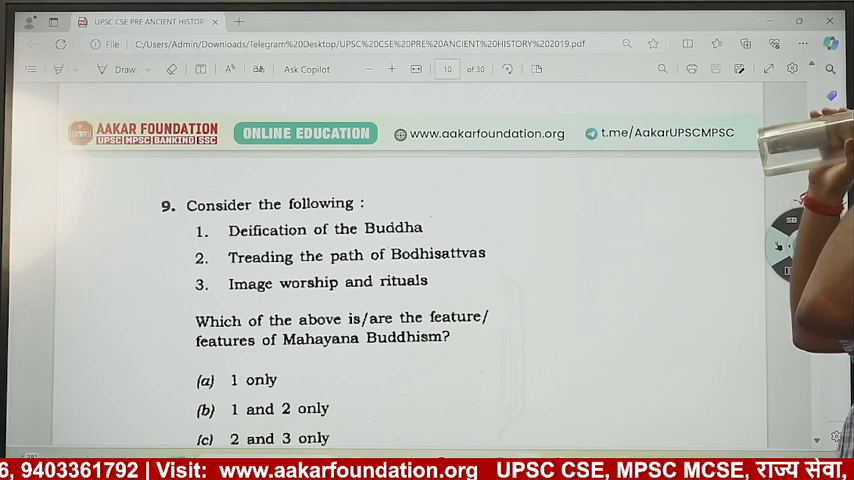 UPSC CSE PRE ANCIENT HISTOR
File
C:/Users/Admin/Downloads/Telegram%20Desktop/UPSC%20CSE%20PRE%20ANCIENT%20HISTORY%202019.pdf
Draw
Ask Copilot
10
of 30
AAKAR FOUNDATION
UPSC MPSC BANKING SSC
ONLINE EDUCATION
www.aakarfoundation.org
t.me/AakarUPSCMPSC
9. Consider the following :
1. Deification of the Buddha
2. Treading the path of Bodhisattvas
3. Image worship and rituals
Which of the above is/are the feature/
features of Mahayana Buddhism?
(a) 1 only
(b) 1 and 2 only
(c) 2 and 3 only
6, 9403361792 | Visit: www.aakarfoundation.org UPSC CSE, MPSC MCSE, राज्य सेवा,